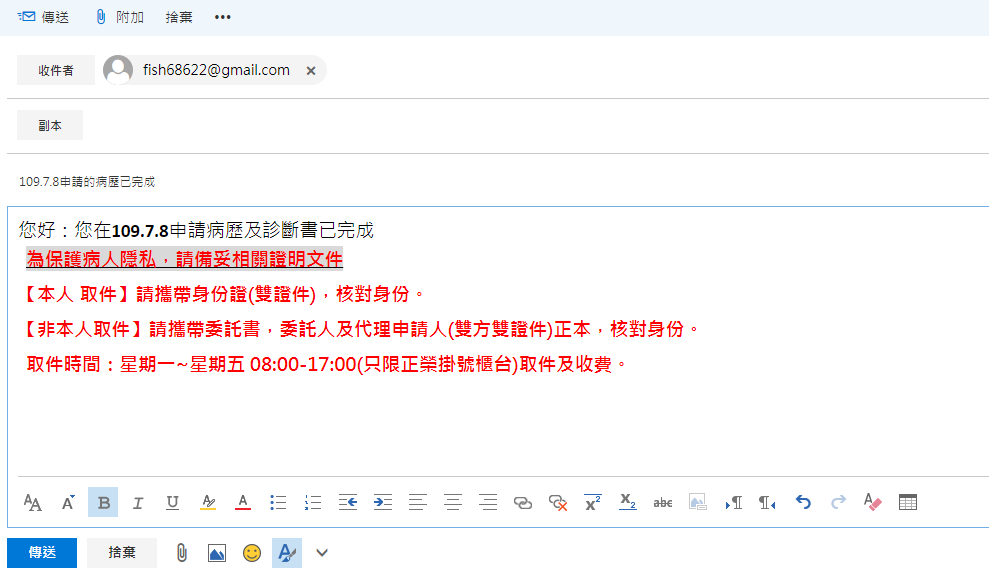 傳送 附加 捨棄 •••
收件者 fish68622@gmail.com ×
副本
109.7.8申請的病歷已完成
您好：您在109.7.8申請病歷及診斷書已完成
為保護病人隱私，請備妥相關證明文件
【本人 取件】請攜帶身份證(雙證件)，核對身份。
【非本人取件】請攜帶委託書，委託人及代理申請人(雙方雙證件)正本，核對身份。
取件時間：星期一~星期五 08:00-17:00(只限正榮掛號櫃台)取件及收費。
AA A B I U A abc X² X₂ ¶ ¶ A
傳送 捨棄 A